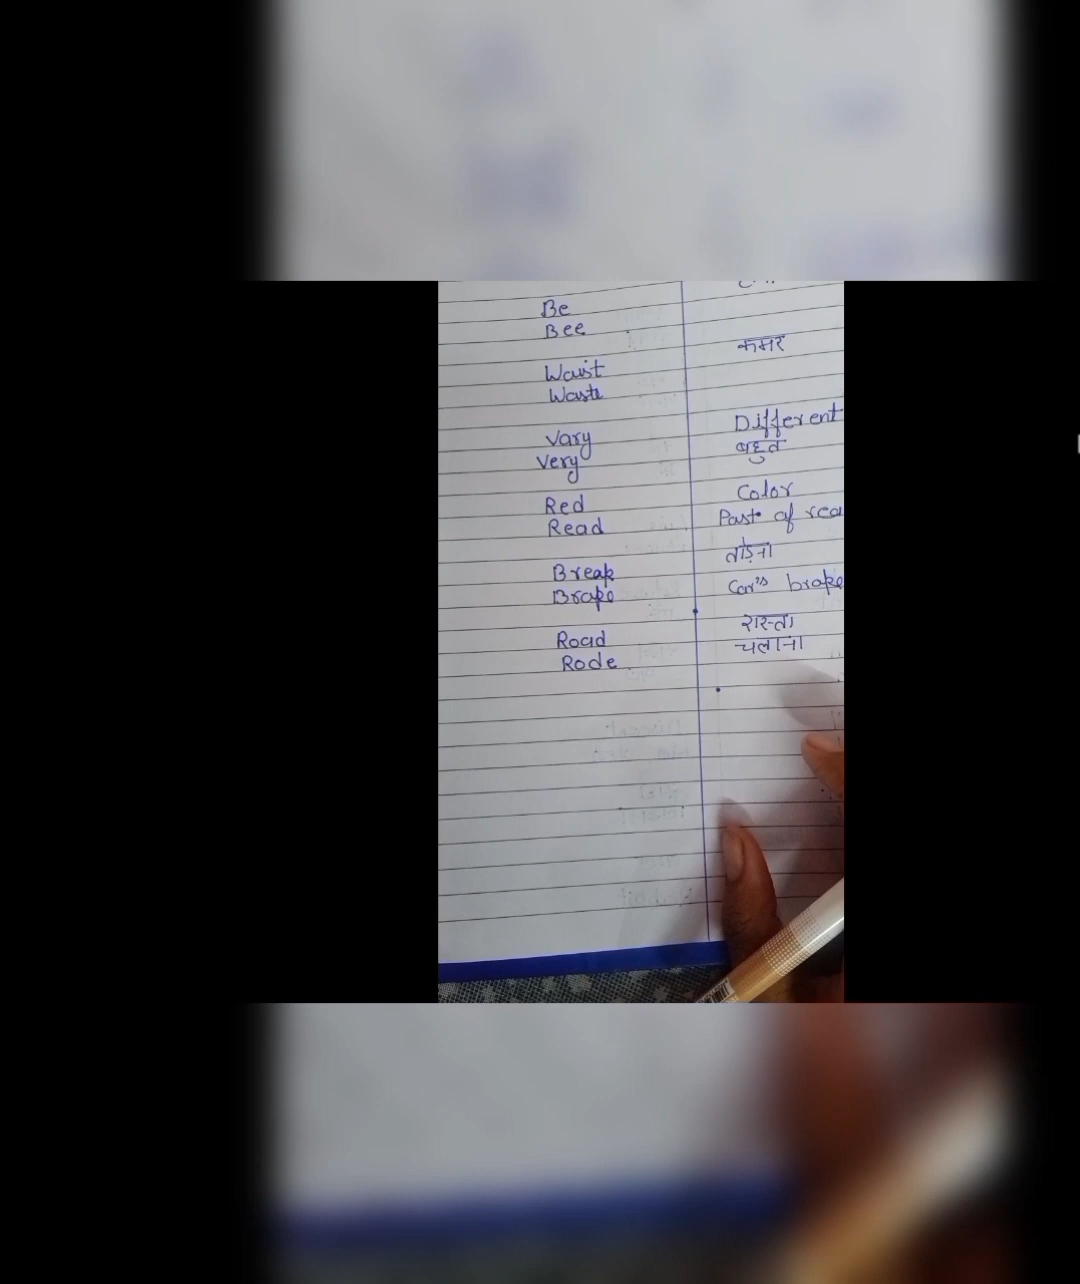 Be
Bee
Waist कमर
Waste
Vary Different
Very बहुत
Red Color
Read Past of rea
Break तोड़ना
Brake Car's brake
Road रास्ता
Rode चलाना